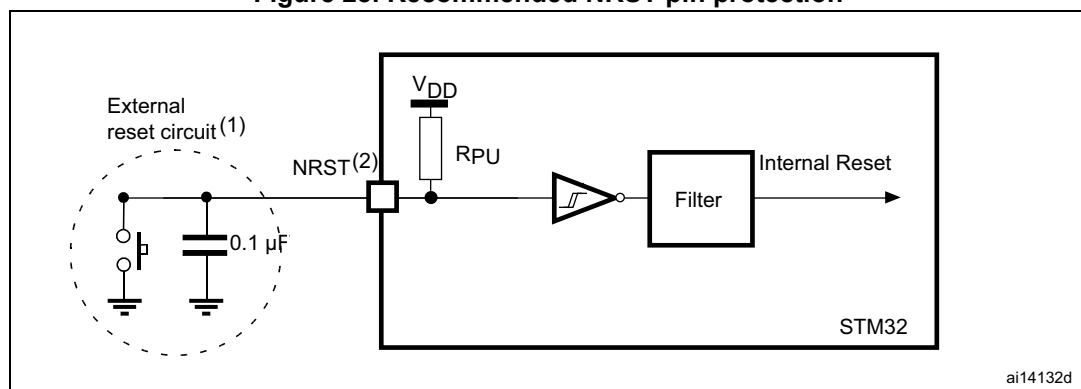 Figure 28. Recommended NRST pin protection
External
reset circuit(1)
VDD
RPU
NRST(2)
0.1 µF
Filter
Internal Reset
STM32
ai14132d